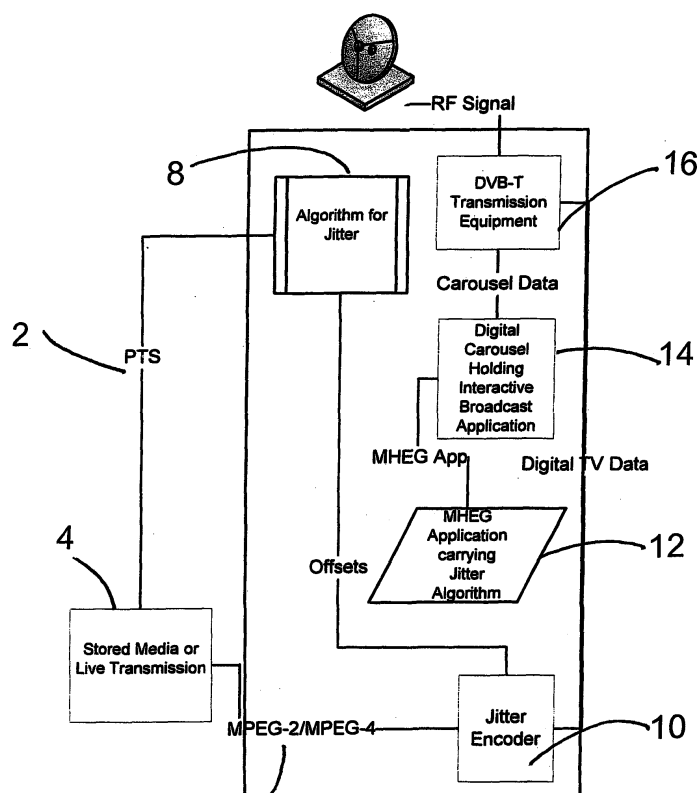 RF Signal
8
16
Algorithm for
Jitter
DVB-T
Transmission
Equipment
Carousel Data
2
PTS
Digital
Carousel
Holding
Interactive
Broadcast
Application
14
MHEG App
Digital TV Data
4
MHEG
Application
carrying
Jitter
Algorithm
12
Offsets
Stored Media or
Live Transmission
MPEG-2/MPEG-4
Jitter
Encoder
10